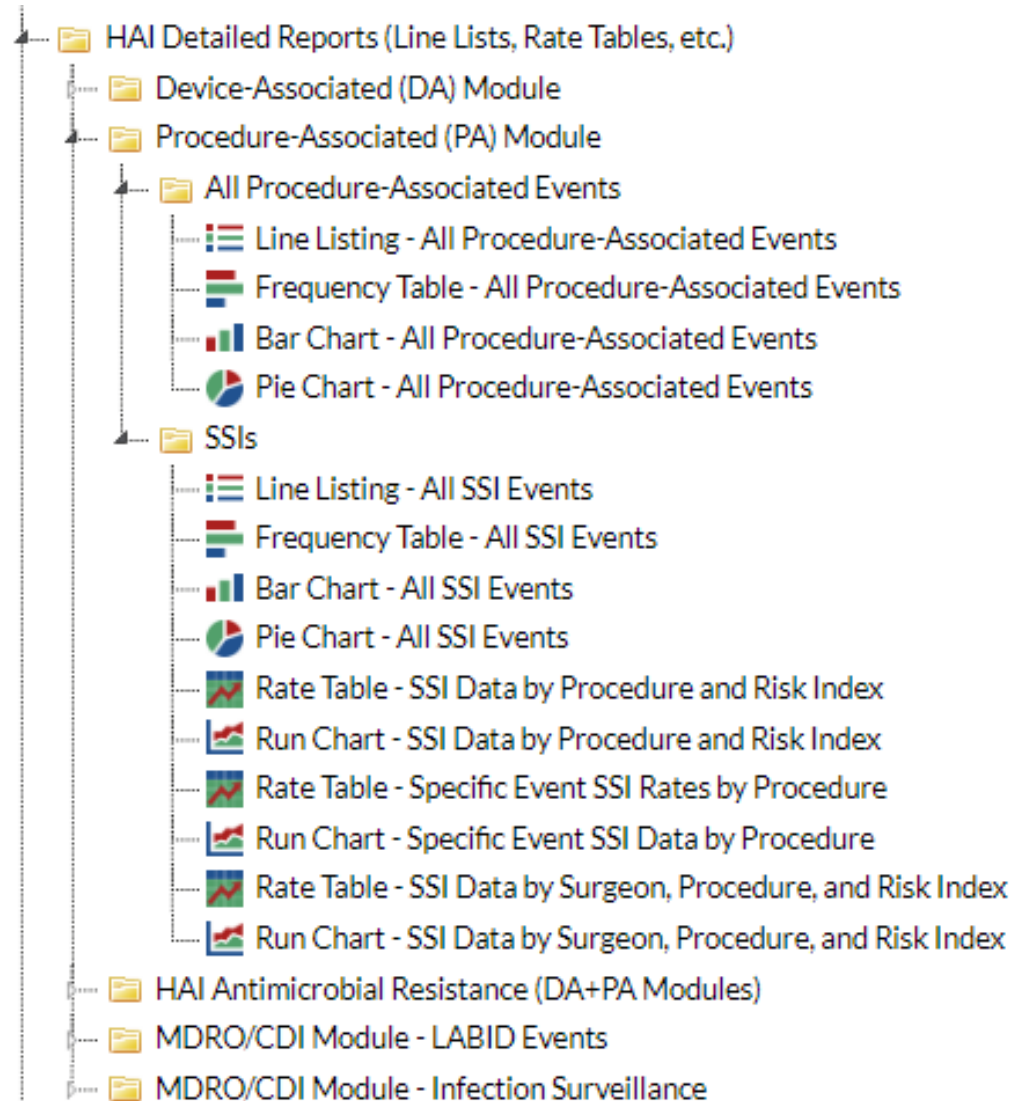 HAI Detailed Reports (Line Lists, Rate Tables, etc.)
Device-Associated (DA) Module
Procedure-Associated (PA) Module
All Procedure-Associated Events
Line Listing - All Procedure-Associated Events
Frequency Table - All Procedure-Associated Events
Bar Chart - All Procedure-Associated Events
Pie Chart - All Procedure-Associated Events
SSIs
Line Listing - All SSI Events
Frequency Table - All SSI Events
Bar Chart - All SSI Events
Pie Chart - All SSI Events
Rate Table - SSI Data by Procedure and Risk Index
Run Chart - SSI Data by Procedure and Risk Index
Rate Table - Specific Event SSI Rates by Procedure
Run Chart - Specific Event SSI Data by Procedure
Rate Table - SSI Data by Surgeon, Procedure, and Risk Index
Run Chart - SSI Data by Surgeon, Procedure, and Risk Index
HAI Antimicrobial Resistance (DA+PA Modules)
MDRO/CDI Module - LABID Events
MDRO/CDI Module - Infection Surveillance